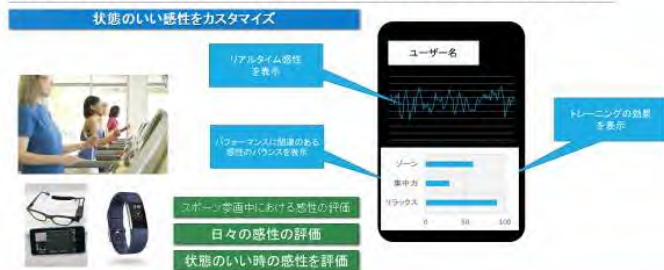 状態のいい感性をカスタマイズ
リアルタイム感性
を表示
ユーザー名
パフォーマンスに関連のある
感性のバランスを表示
トレーニングの効果
を表示
ゾーン
集中力
リラックス
0
50
100
スポーツ参画中における感性の評価
日々の感性の評価
状態のいい時の感性を評価